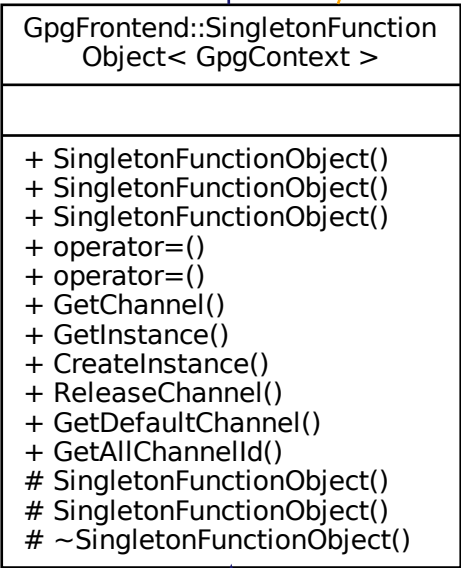 GpgFrontend::SingletonFunction
Object< GpgContext >
+ SingletonFunctionObject()
+ SingletonFunctionObject()
+ SingletonFunctionObject()
+ operator=()
+ operator=()
+ GetChannel()
+ GetInstance()
+ CreateInstance()
+ ReleaseChannel()
+ GetDefaultChannel()
+ GetAllChannelId()
# SingletonFunctionObject()
# SingletonFunctionObject()
# ~SingletonFunctionObject()